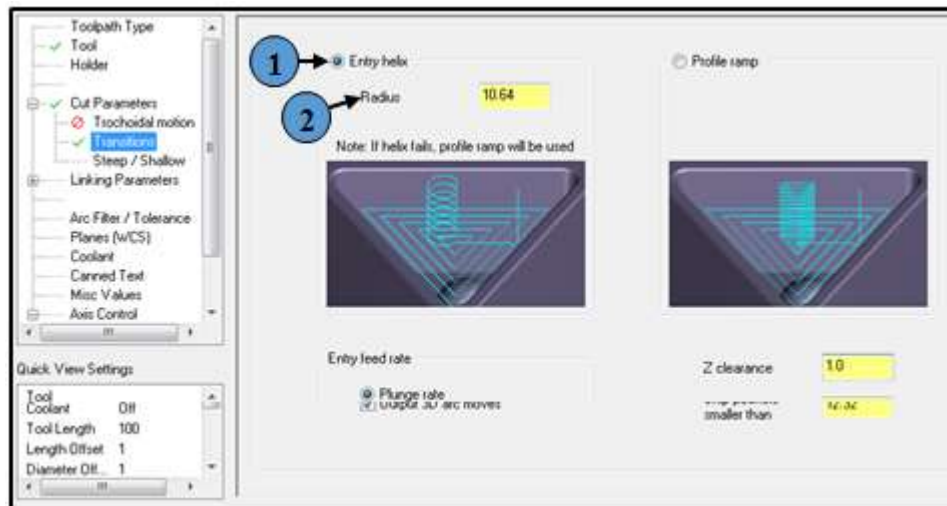 Toolpath Type
Tool
Holder
Cut Parameters
Trochoidal motion
Transitions
Steep / Shallow
Linking Parameters
Arc Filter / Tolerance
Planes (WCS)
Coolant
Canned Text
Misc Values
Axis Control
Quick View Settings
Tool
Coolant Off
Tool Length 100
Length Offset 1
Diameter Off... 1
1
Entry helix
2
Radius 10.64
Note: If helix fails, profile ramp will be used
Profile ramp
Entry feed rate
Plunge rate
Output 3D arc moves
Z clearance 1.0
smaller than 12.32